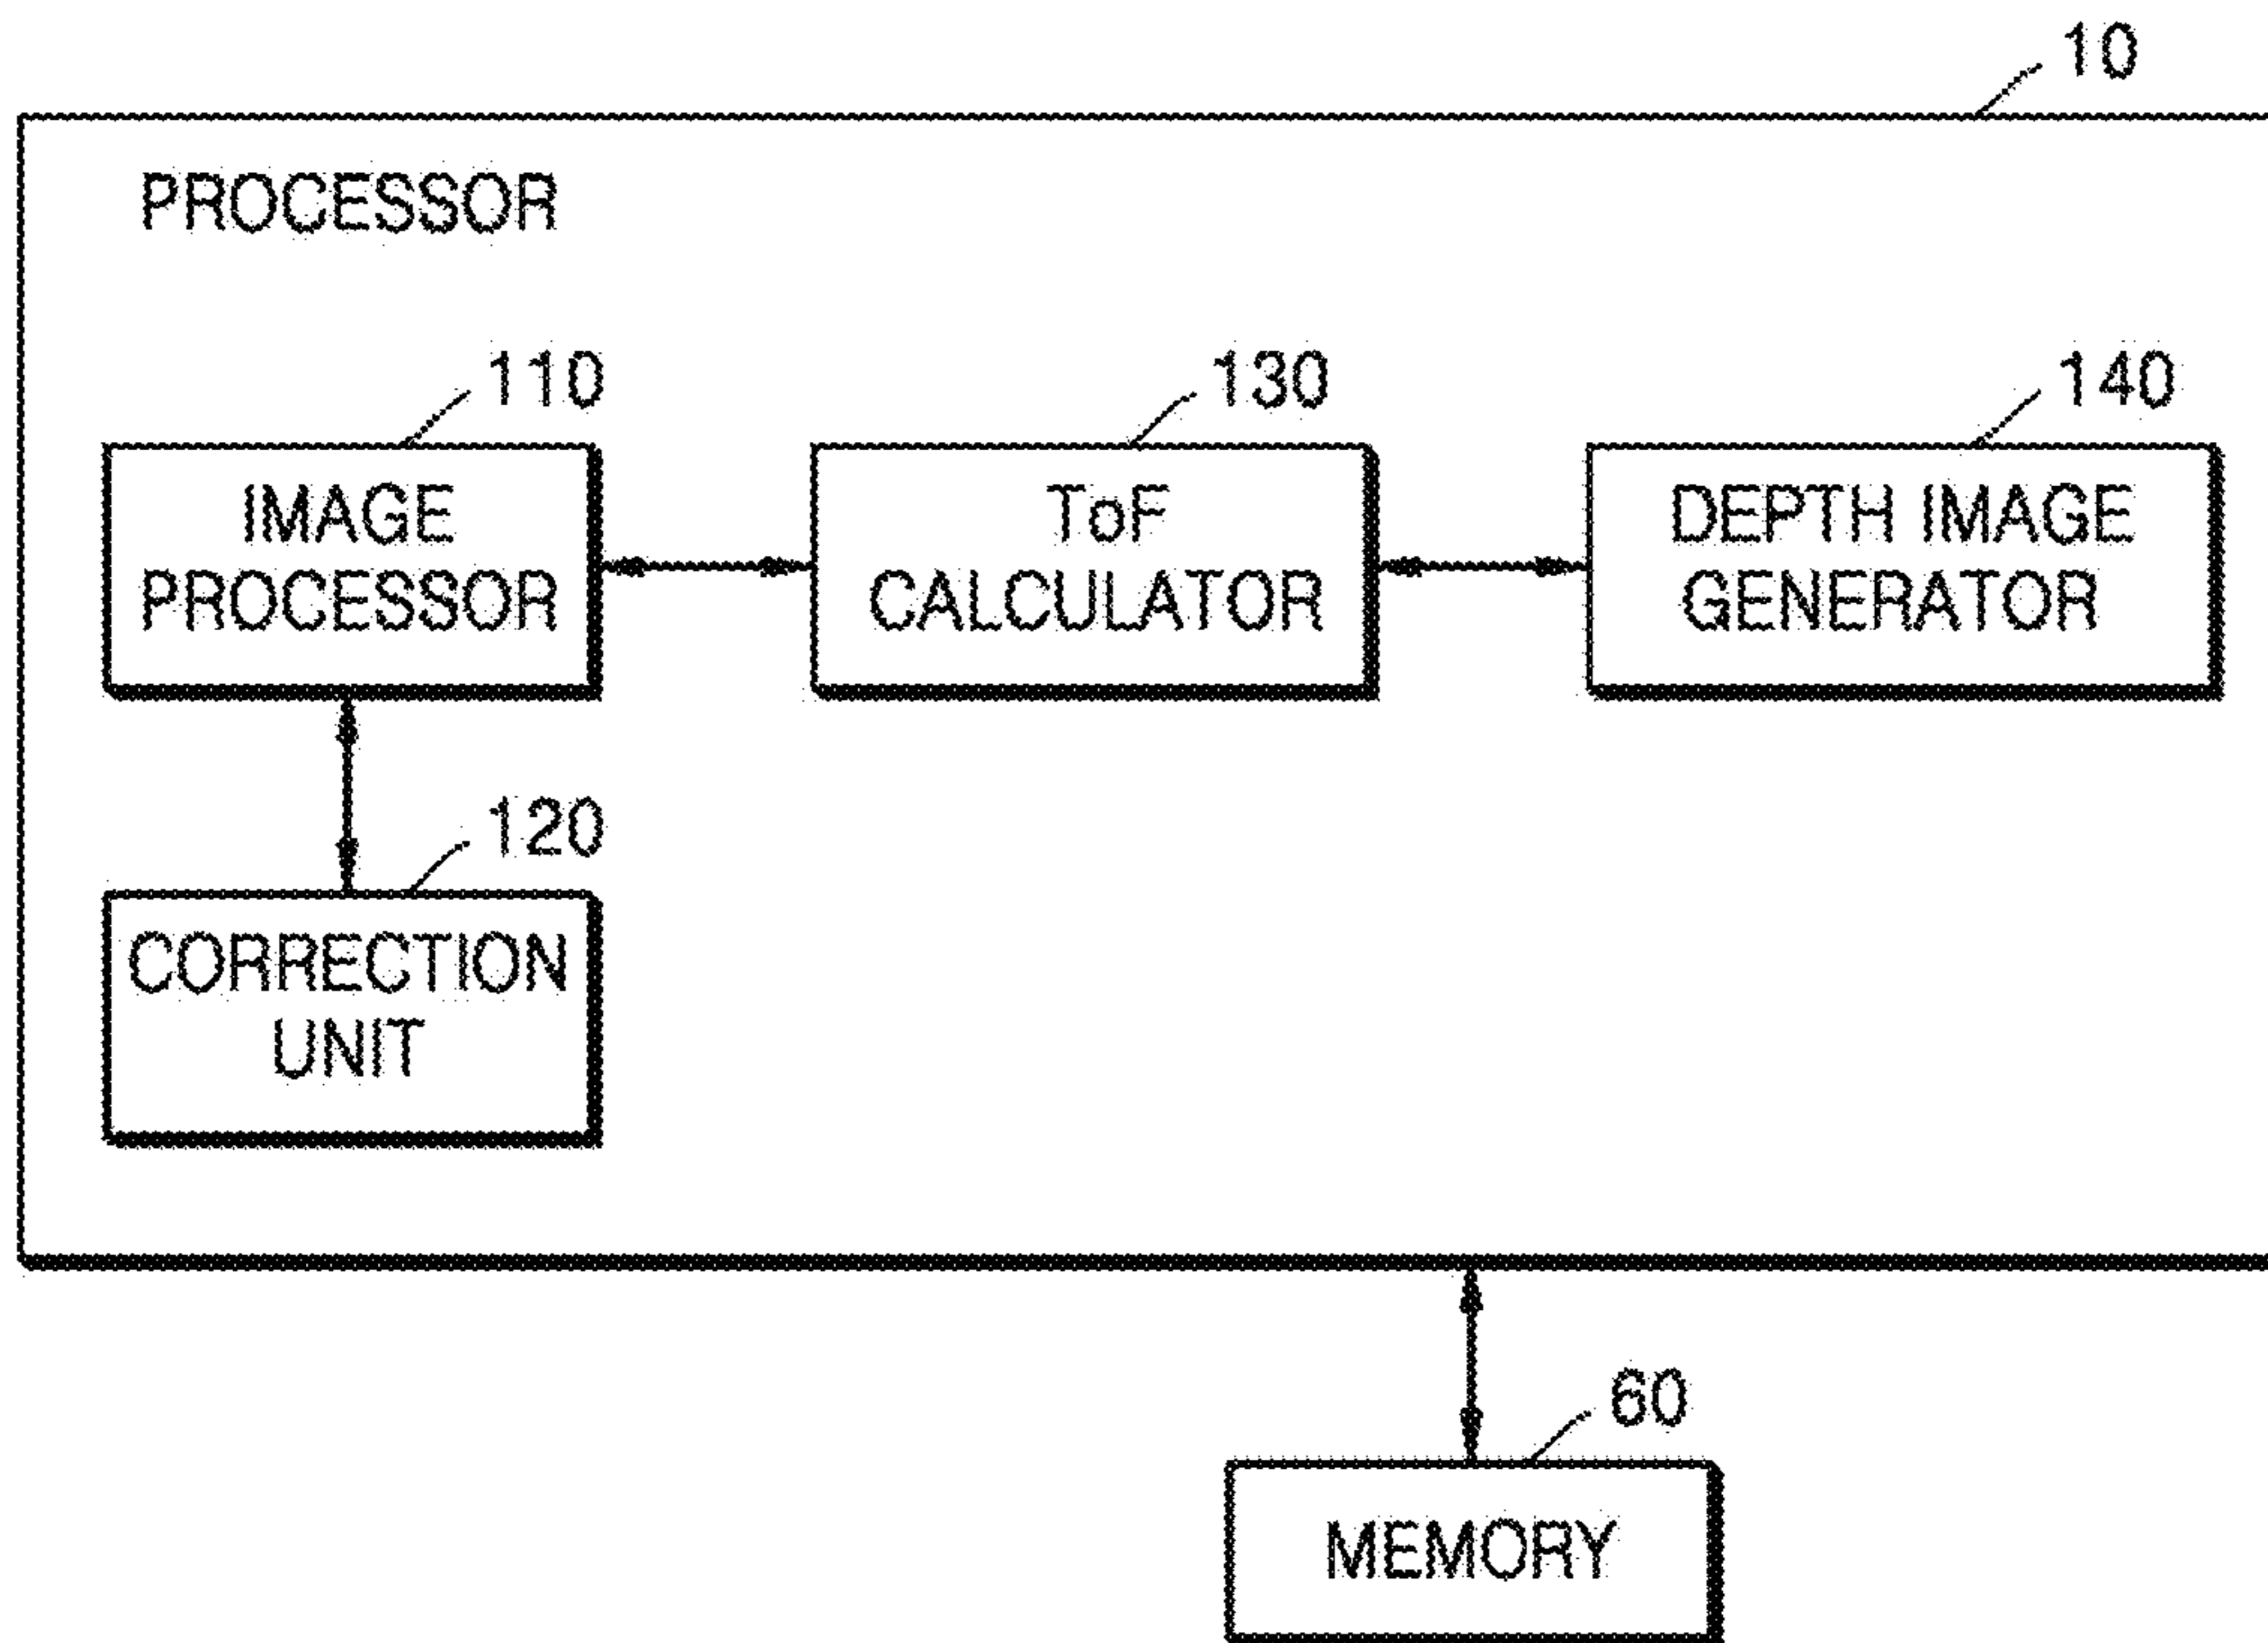 10
PROCESSOR
110
130
140
IMAGE
PROCESSOR
ToF
CALCULATOR
DEPTH IMAGE
GENERATOR
120
CORRECTION
UNIT
60
MEMORY